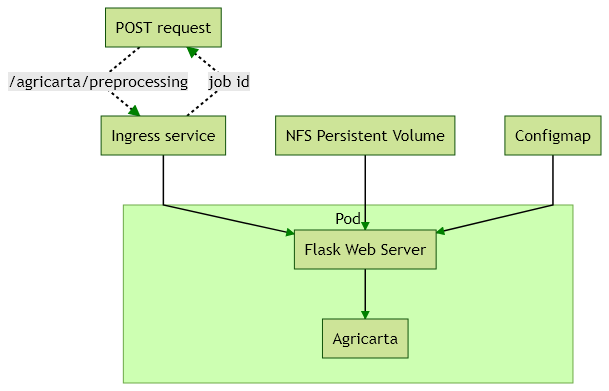 POST request
/agricarta/preprocessing
job id
Ingress service
NFS Persistent Volume
Configmap
Pod
Flask Web Server
Agricarta